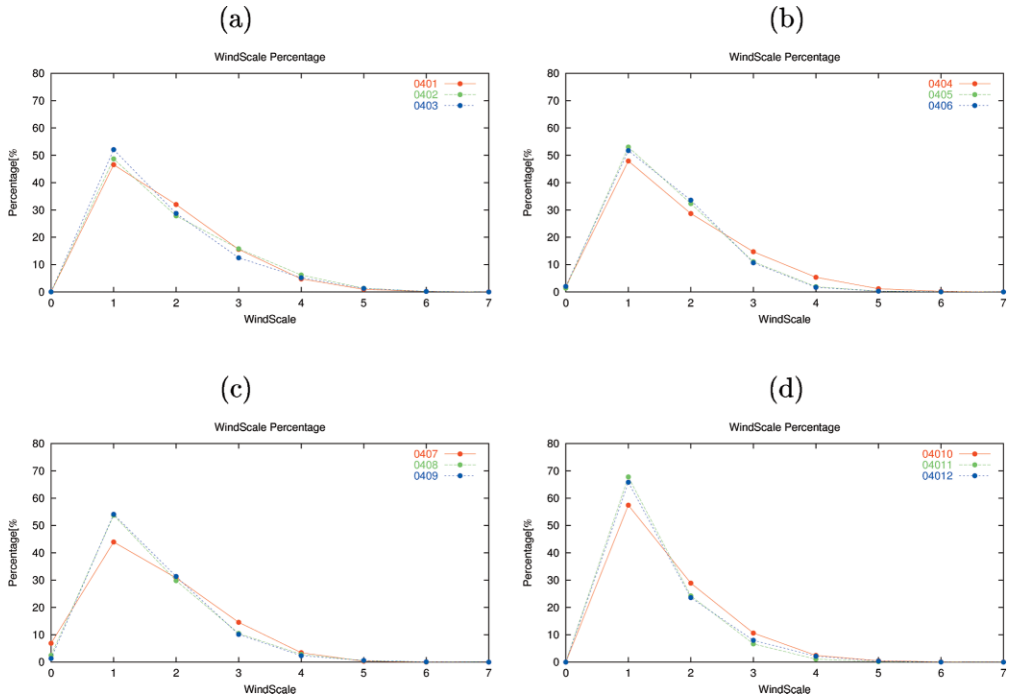 (a)
WindScale Percentage
80
70
60
50
40
30
20
10
0
Percentage[%
0401
0402
0403
0 1 2 3 4 5 6 7
WindScale
(b)
WindScale Percentage
80
70
60
50
40
30
20
10
0
Percentage[%
0404
0405
0406
0 1 2 3 4 5 6 7
WindScale
(c)
WindScale Percentage
80
70
60
50
40
30
20
10
0
Percentage[%
0407
0408
0409
0 1 2 3 4 5 6 7
WindScale
(d)
WindScale Percentage
80
70
60
50
40
30
20
10
0
Percentage[%
04010
04011
04012
0 1 2 3 4 5 6 7
WindScale